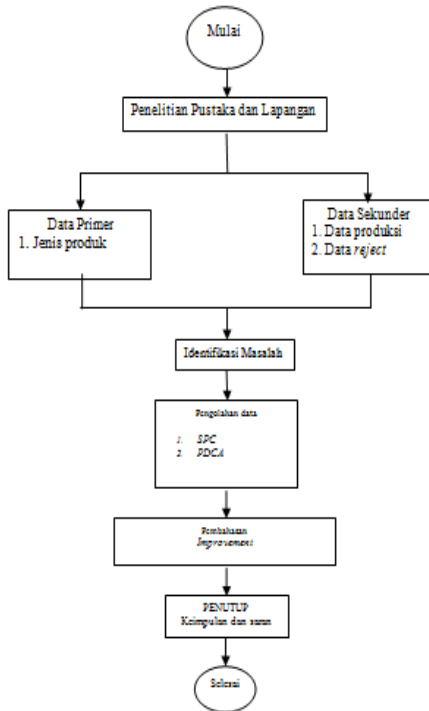 Mulai
Penelitian Pustaka dan Lapangan
Data Primer
1. Jenis produk
Data Sekunder
1. Data produksi
2. Data reject
Identifikasi Masalah
Pengolahan data
1. SPC
2. PDCA
Pembahasan
Improvement
PENUTUP
Keimpulan dan saran
Selesai